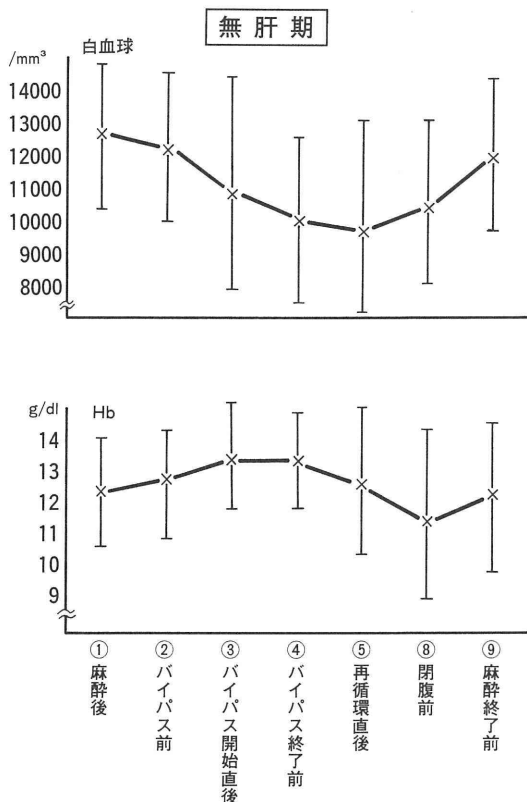 無肝期
白血球
/mm³
14000
13000
12000
11000
10000
9000
8000
g/dl
Hb
14
13
12
11
10
9
①麻酔後
②バイパス前
③バイパス開始直後
④バイパス終了前
⑤再循環直後
⑧閉腹前
⑨麻酔終了前